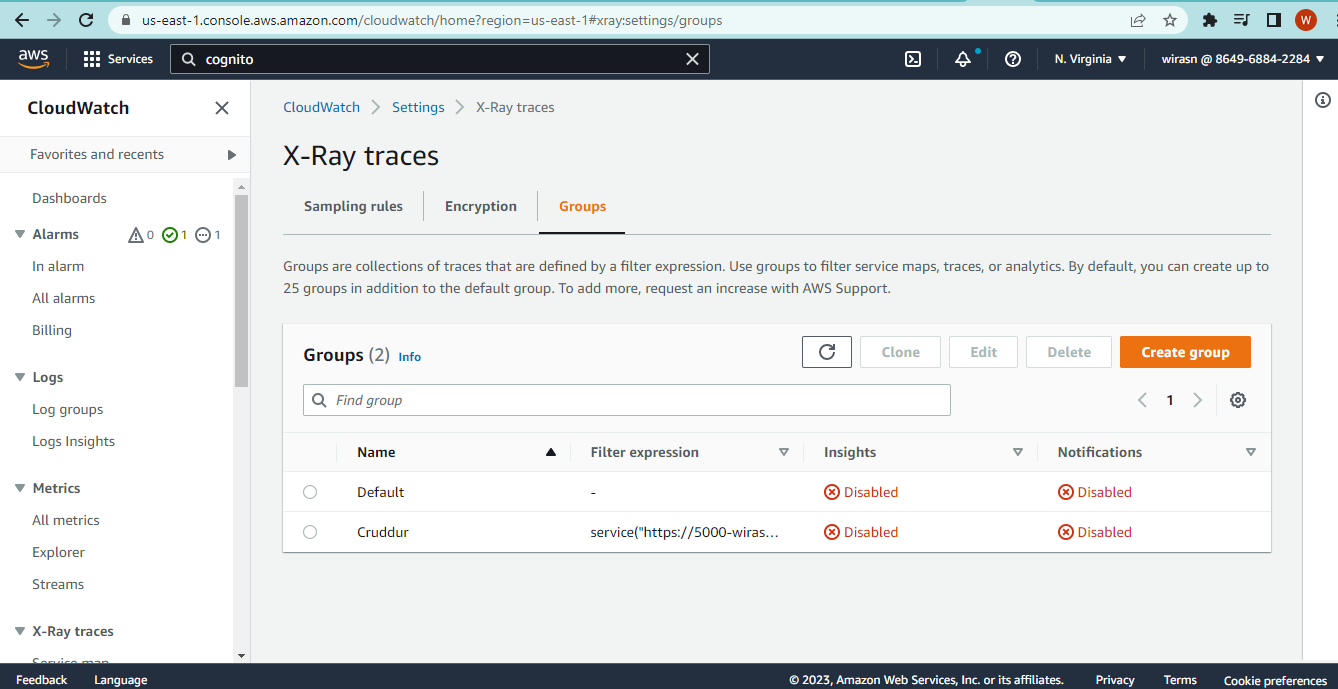 us-east-1.console.aws.amazon.com/cloudwatch/home?region=us-east-1#xray:settings/groups
W
aws Services cognito N. Virginia wirasn @ 8649-6884-2284
CloudWatch
Favorites and recents
Dashboards
Alarms 0 1 1
In alarm
All alarms
Billing
Logs
Log groups
Logs Insights
Metrics
All metrics
Explorer
Streams
X-Ray traces
Service map
CloudWatch Settings X-Ray traces
X-Ray traces
Sampling rules Encryption Groups
Groups are collections of traces that are defined by a filter expression. Use groups to filter service maps, traces, or analytics. By default, you can create up to
25 groups in addition to the default group. To add more, request an increase with AWS Support.
Groups (2) Info Clone Edit Delete Create group
Find group 1
Name Filter expression Insights Notifications
Default - Disabled Disabled
Cruddur service("https://5000-wiras... Disabled Disabled
Feedback Language © 2023, Amazon Web Services, Inc. or its affiliates. Privacy Terms Cookie preferences